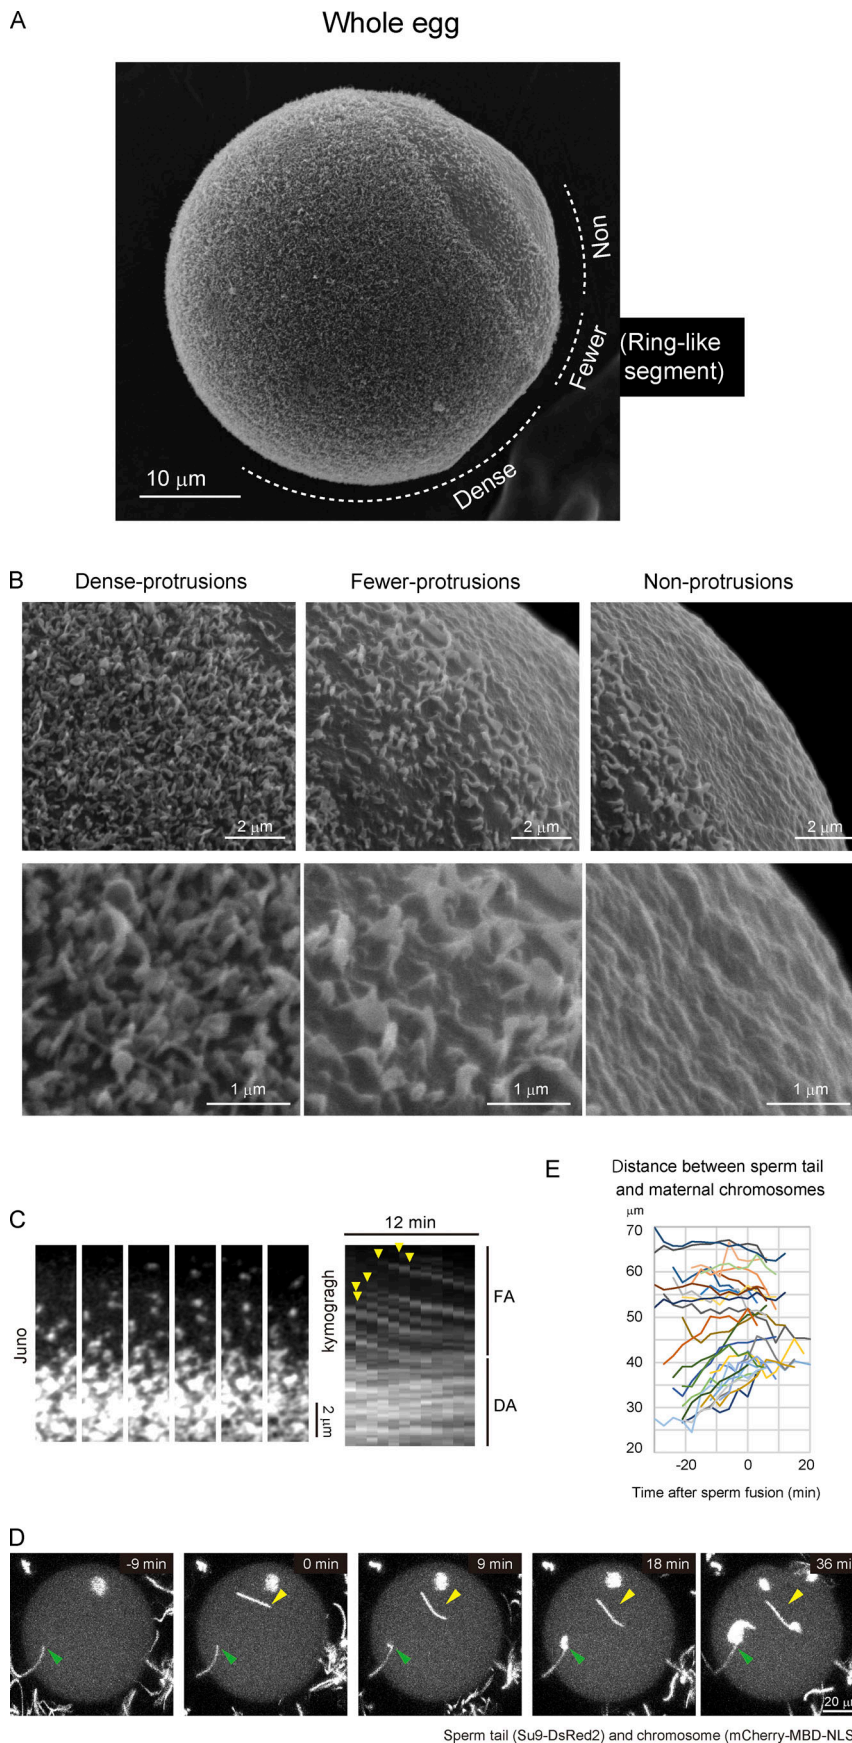 A
Whole egg
Non
Fewer
(Ring-like
segment)
Dense
10 μm
B
Dense-protrusions
Fewer-protrusions
Non-protrusions
2 μm
2 μm
2 μm
1 μm
1 μm
1 μm
C
Juno
2 μm
12 min
kymogragh
FA
DA
E
Distance between sperm tail
and maternal chromosomes
μm
70
60
50
40
30
20
-20
0
20
Time after sperm fusion (min)
D
-9 min
0 min
9 min
18 min
36 min
20 μ
Sperm tail (Su9-DsRed2) and chromosome (mCherry-MBD-NLS